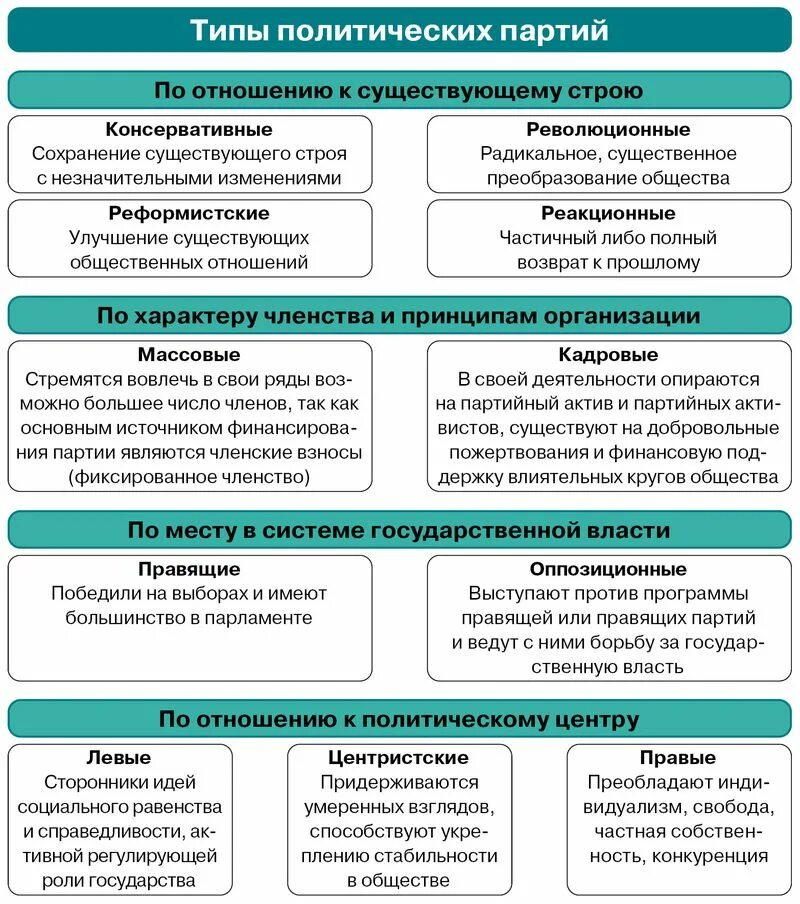 Типы политических партий
По отношению к существующему строю
Консервативные
Сохранение существующего строя
с незначительными изменениями
Революционные
Радикальное, существенное
преобразование общества
Реформистские
Улучшение существующих
общественных отношений
Реакционные
Частичный либо полный
возврат к прошлому
По характеру членства и принципам организации
Массовые
Стремятся вовлечь в свои ряды воз-
можно большее число членов, так как
основным источником финансирова-
ния партии являются членские взносы
(фиксированное членство)
Кадровые
В своей деятельности опираются
на партийный актив и партийных акти-
вистов, существуют на добровольные
пожертвования и финансовую под-
держку влиятельных кругов общества
По месту в системе государственной власти
Правящие
Победили на выборах и имеют
большинство в парламенте
Оппозиционные
Выступают против программы
правящей или правящих партий
и ведут с ними борьбу за государ-
ственную власть
По отношению к политическому центру
Левые
Сторонники идей
социального равенства
и справедливости, ак-
тивной регулирующей
роли государства
Центристские
Придерживаются
умеренных взглядов,
способствуют укре-
плению стабильности
в обществе
Правые
Преобладают инди-
видуализм, свобода,
частная собствен-
ность, конкуренция